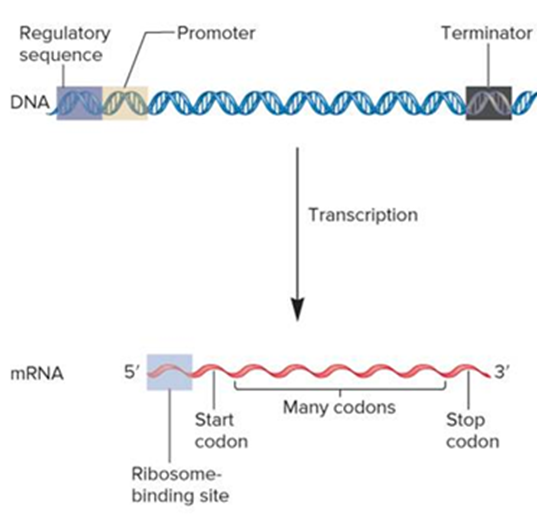 Regulatory
sequence
Promoter
Terminator
DNA
Transcription
mRNA
5′
3′
Start
codon
Many codons
Stop
codon
Ribosome-
binding site